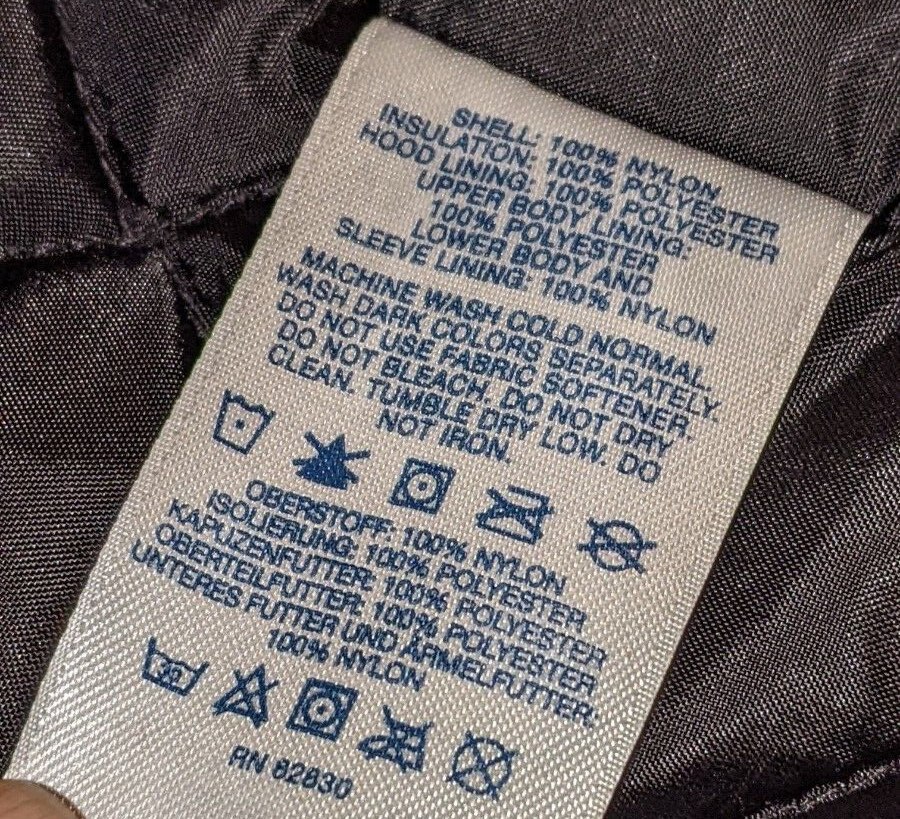 SHELL: 100% NYLON
INSULATION: 100% POLYESTER
HOOD LINING: 100% POLYESTER
UPPER BODY LINING:
100% POLYESTER
LOWER BODY AND
SLEEVE LINING: 100% NYLON
MACHINE WASH COLD NORMAL.
WASH DARK COLORS SEPARATELY.
DO NOT USE FABRIC SOFTENER.
DO NOT BLEACH. DO NOT DRY
CLEAN. TUMBLE DRY LOW. DO
NOT IRON.
OBERSTOFF: 100% NYLON
ISOLIERUNG: 100% POLYESTER
KAPUZENFUTTER: 100% POLYESTER
OBERTEILFUTTER: 100% POLYESTER
UNTERES FUTTER UND ÄRMELFUTTER:
100% NYLON
30
RN 62830